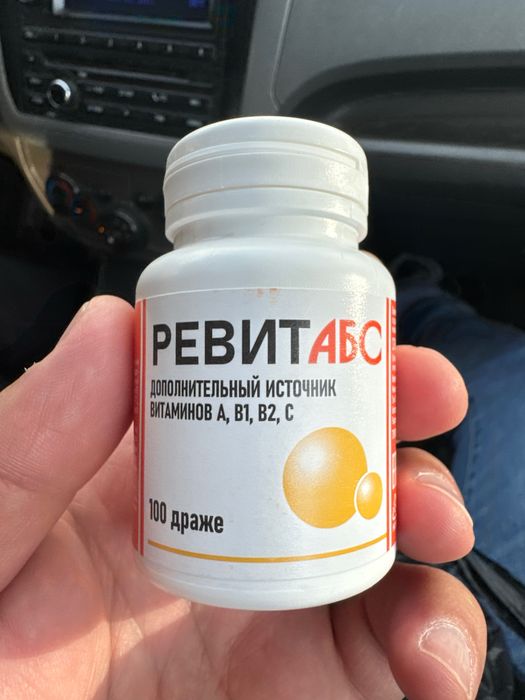 РЕВИТАБС
ДОПОЛНИТЕЛЬНЫЙ ИСТОЧНИК
ВИТАМИНОВ А, В1, В2, С
100 драже